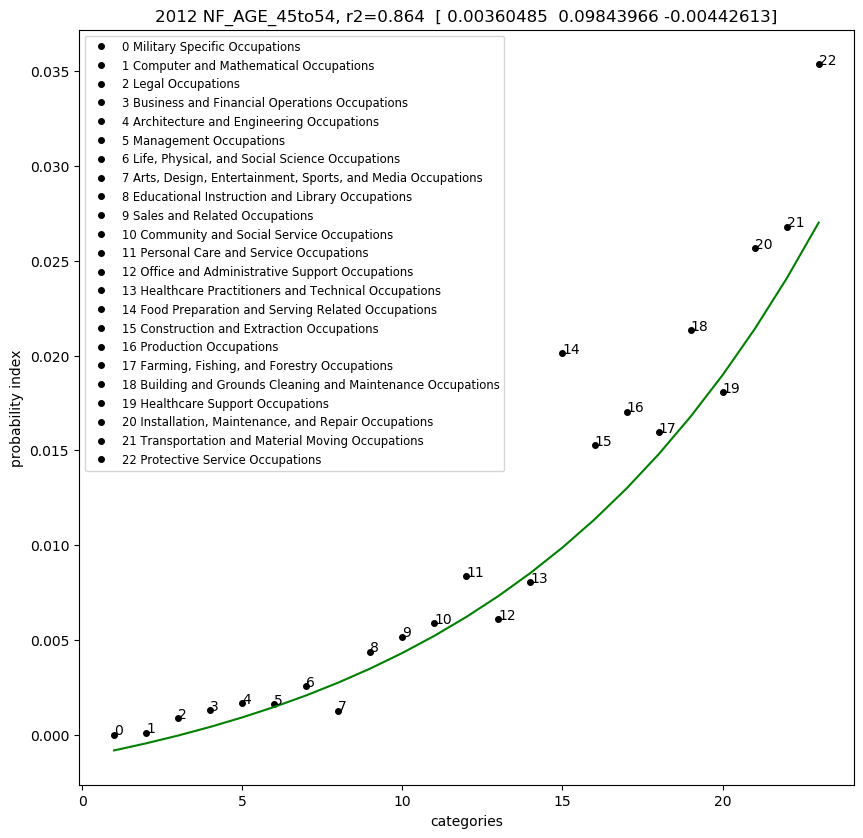 2012 NF_AGE_45to54, r2=0.864 [ 0.00360485 0.09843966 -0.00442613]
0 Military Specific Occupations
1 Computer and Mathematical Occupations
2 Legal Occupations
3 Business and Financial Operations Occupations
4 Architecture and Engineering Occupations
5 Management Occupations
6 Life, Physical, and Social Science Occupations
7 Arts, Design, Entertainment, Sports, and Media Occupations
8 Educational Instruction and Library Occupations
9 Sales and Related Occupations
10 Community and Social Service Occupations
11 Personal Care and Service Occupations
12 Office and Administrative Support Occupations
13 Healthcare Practitioners and Technical Occupations
14 Food Preparation and Serving Related Occupations
15 Construction and Extraction Occupations
16 Production Occupations
17 Farming, Fishing, and Forestry Occupations
18 Building and Grounds Cleaning and Maintenance Occupations
19 Healthcare Support Occupations
20 Installation, Maintenance, and Repair Occupations
21 Transportation and Material Moving Occupations
22 Protective Service Occupations
probability index
0.035
0.030
0.025
0.020
0.015
0.010
0.005
0.000
0
1
2
3
4
5
6
7
8
9
10
11
12
13
14
15
16
17
18
19
20
21
22
0
5
10
15
20
categories